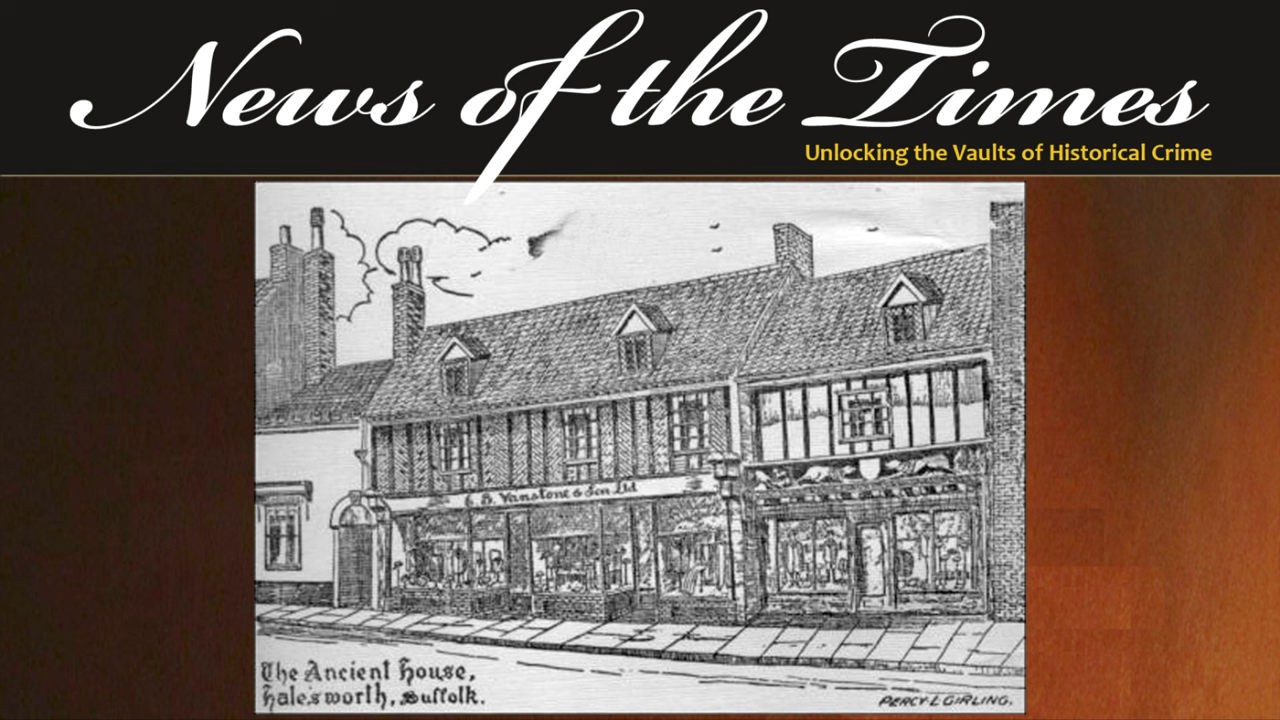 News of the Times
Unlocking the Vaults of Historical Crime
E. B. Vanstone & Son Ltd
The Ancient House,
Halesworth, Suffolk.
PERCY·L·GIRLING.